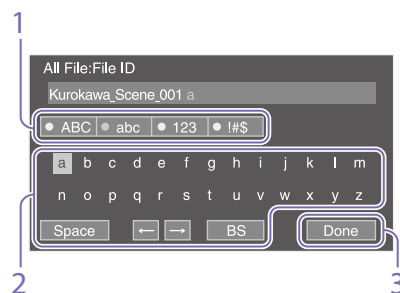 1
All File:File ID
Kurokawa_Scene_001 a
ABC abc 123 !#$
a b c d e f g h i j k l m
n o p q r s t u v w x y z
Space ← → BS Done
2 3